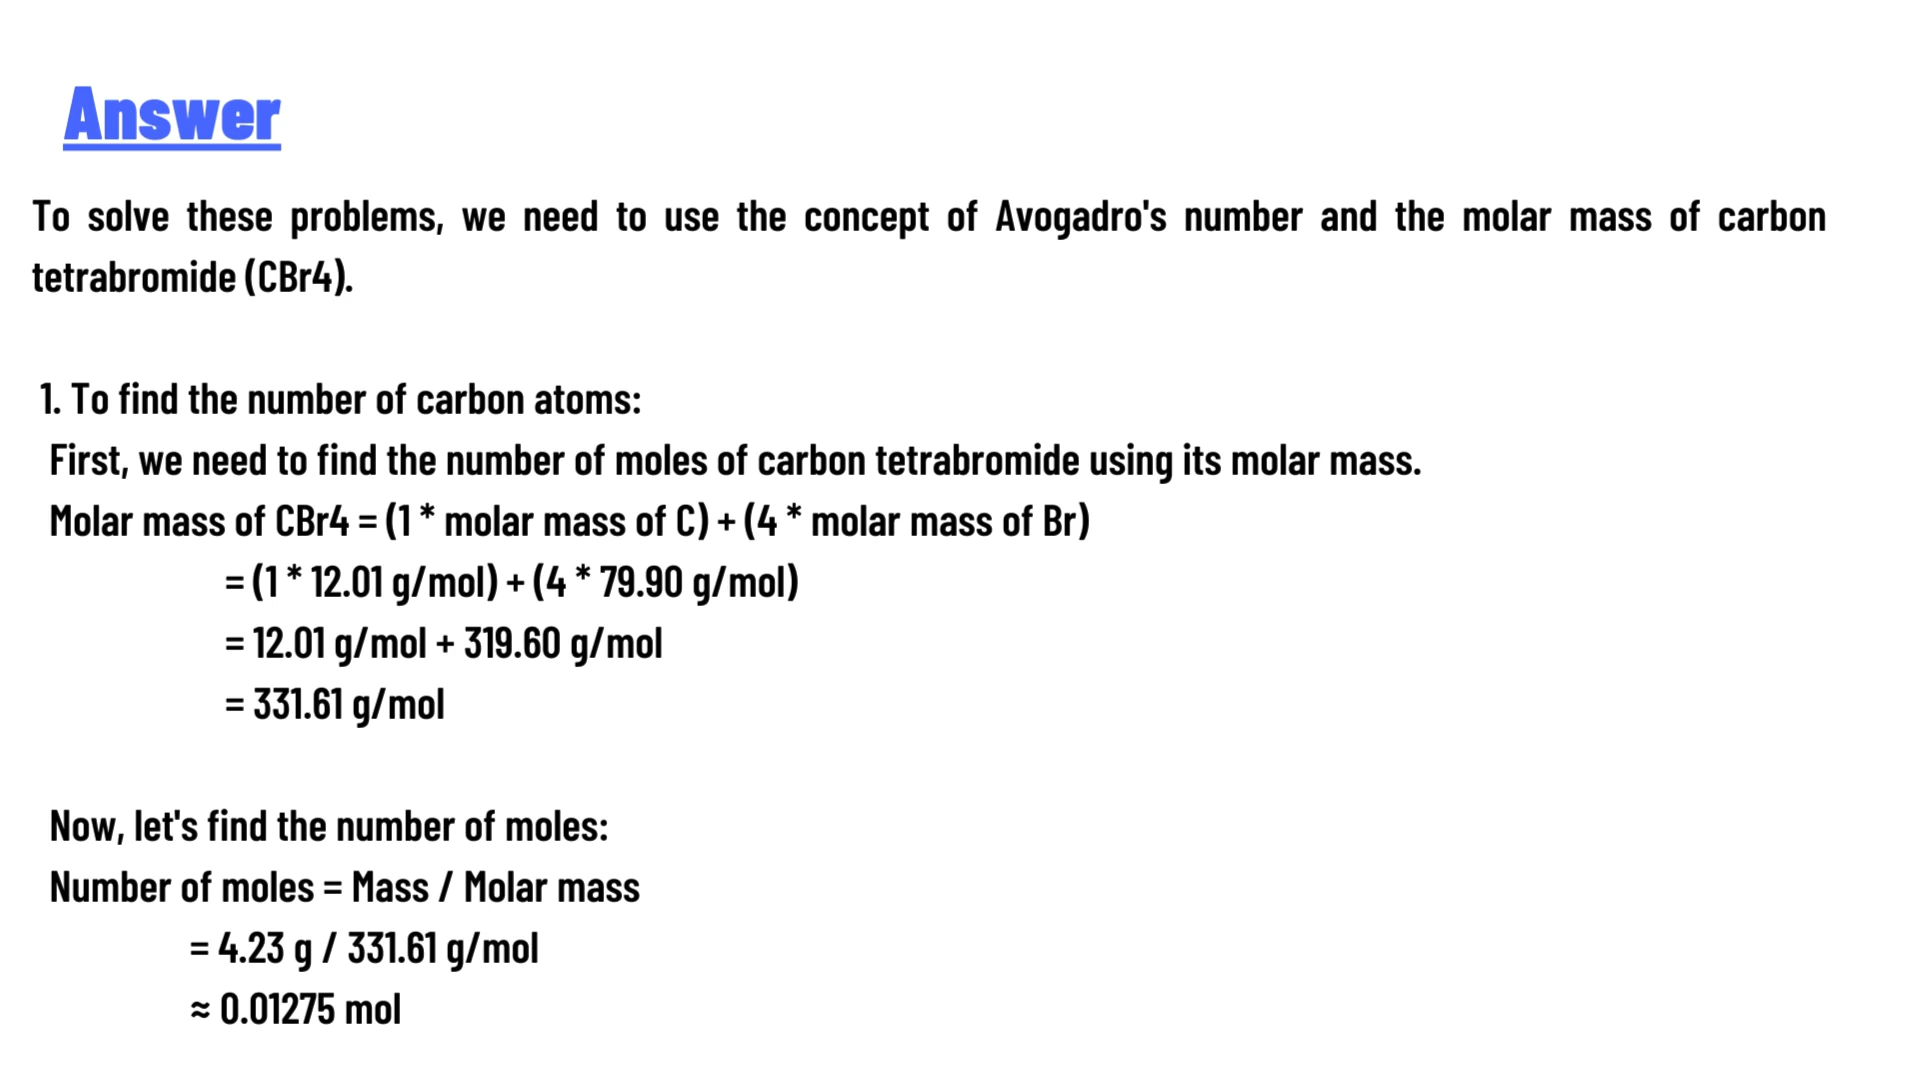 Answer
To solve these problems, we need to use the concept of Avogadro's number and the molar mass of carbon
tetrabromide (CBr4).
1. To find the number of carbon atoms:
First, we need to find the number of moles of carbon tetrabromide using its molar mass.
Molar mass of CBr4 = (1 * molar mass of C) + (4 * molar mass of Br)
= (1 * 12.01 g/mol) + (4 * 79.90 g/mol)
= 12.01 g/mol + 319.60 g/mol
= 331.61 g/mol
Now, let's find the number of moles:
Number of moles = Mass / Molar mass
= 4.23 g / 331.61 g/mol
≈ 0.01275 mol